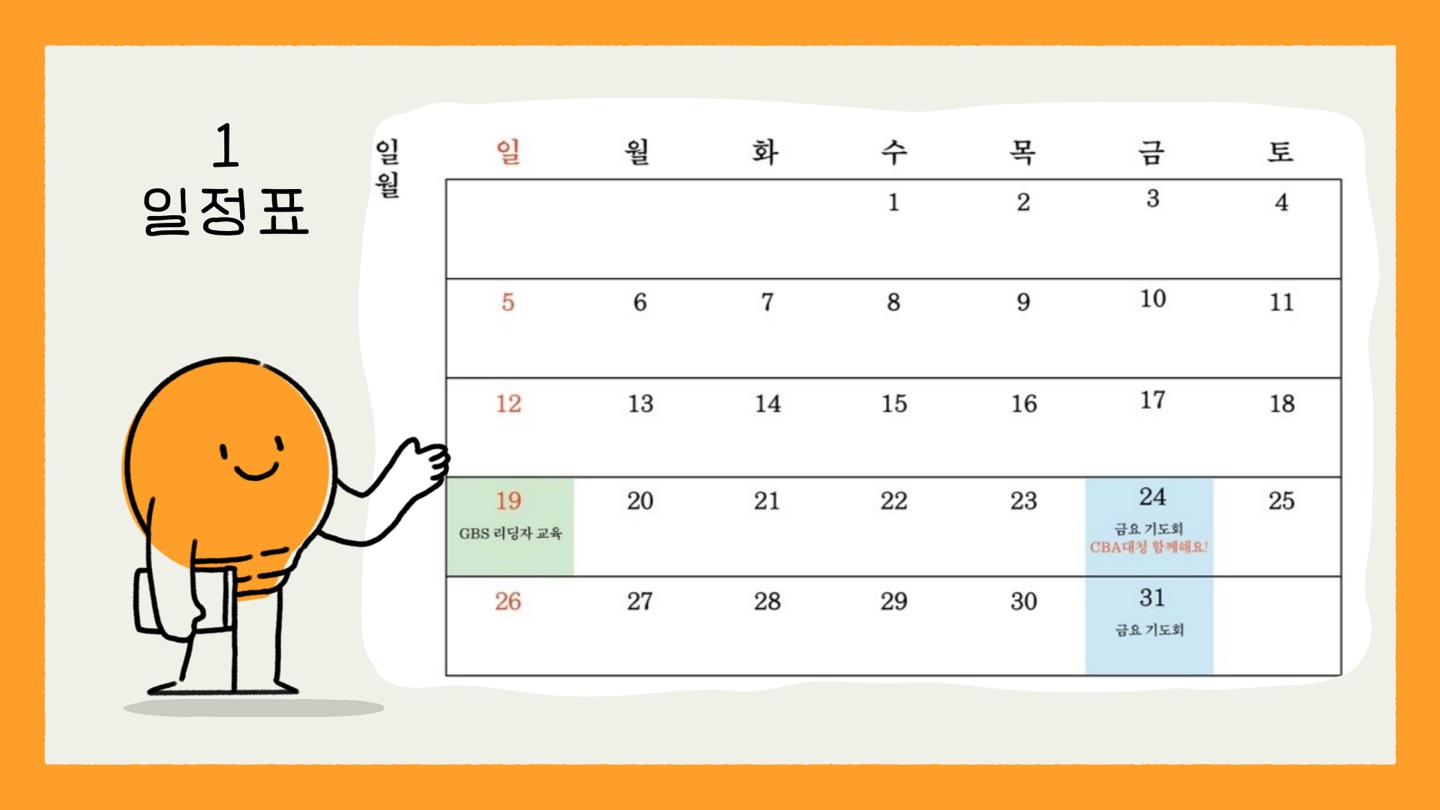 1
일정표
일
월
일 월 화 수 목 금 토
1 2 3 4
5 6 7 8 9 10 11
12 13 14 15 16 17 18
19 20 21 22 23 24 25
GBS 리딩자 교육
금요 기도회
CBA대청 함께해요!
26 27 28 29 30 31
금요 기도회